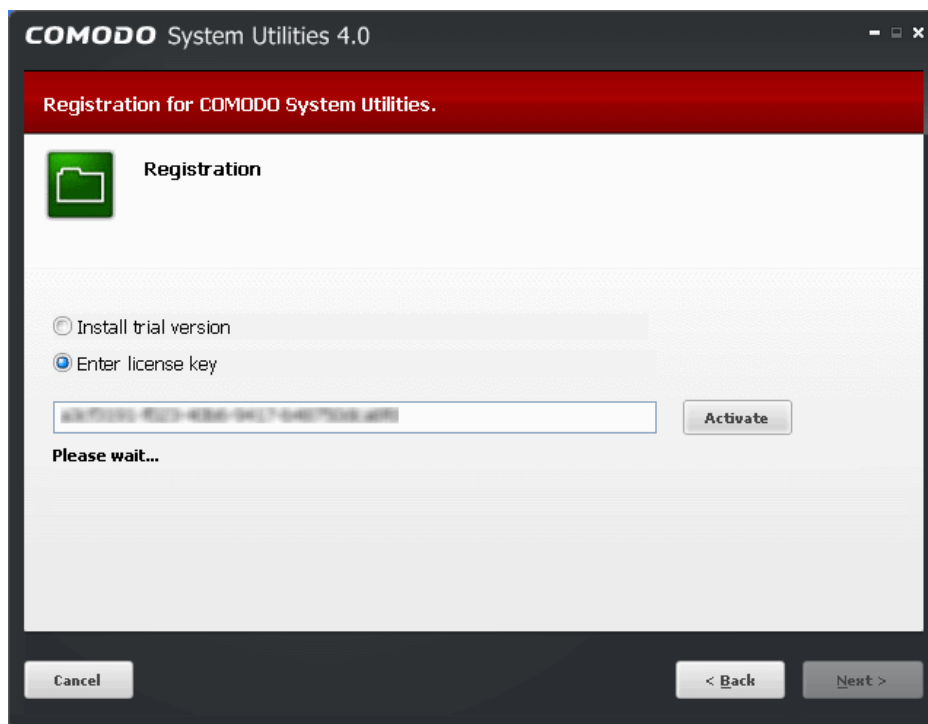 COMODO System Utilities 4.0
Registration for COMODO System Utilities.
Registration
Install trial version
Enter license key
Activate
Please wait...
Cancel
< Back
Next >